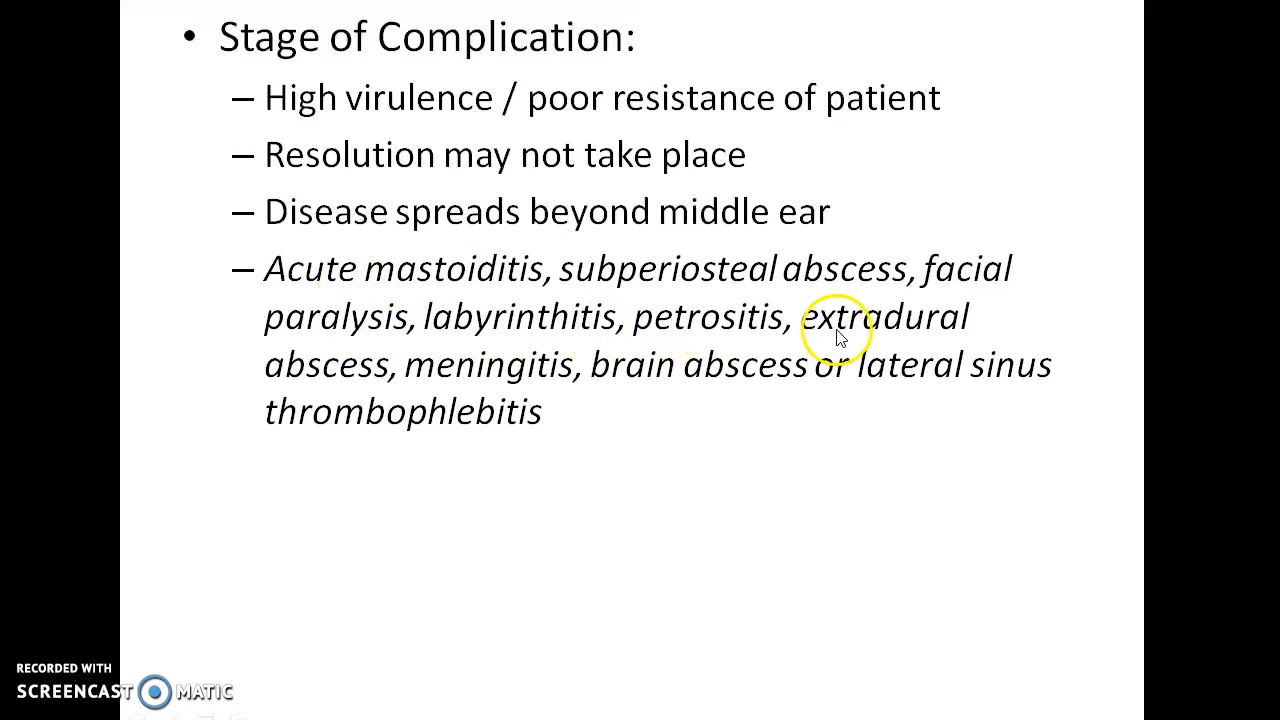 • Stage of Complication:
– High virulence / poor resistance of patient
– Resolution may not take place
– Disease spreads beyond middle ear
– Acute mastoiditis, subperiosteal abscess, facial
paralysis, labyrinthitis, petrositis, extradural
abscess, meningitis, brain abscess or lateral sinus
thrombophlebitis
RECORDED WITH
SCREENCAST MATIC